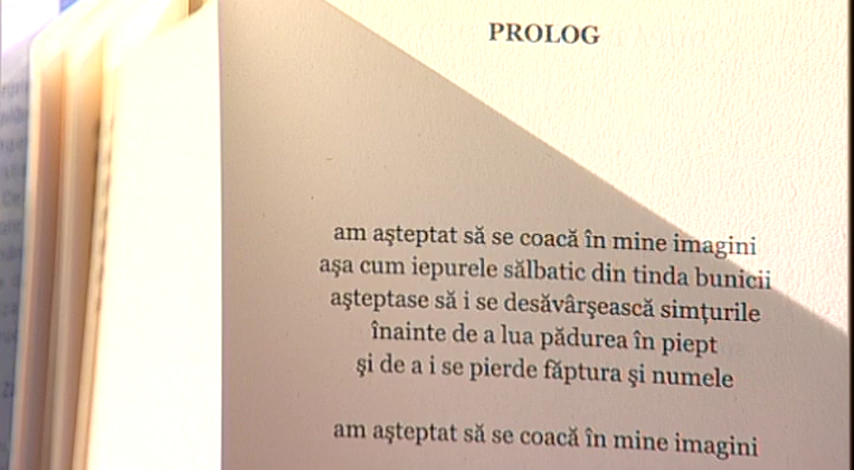 PROLOG
am aşteptat să se coacă în mine imagini
aşa cum iepurele sălbatic din tinda bunicii
aşteptase să i se desăvârşească simţurile
înainte de a lua pădurea în piept
şi de a i se pierde făptura şi numele
am aşteptat să se coacă în mine imagini